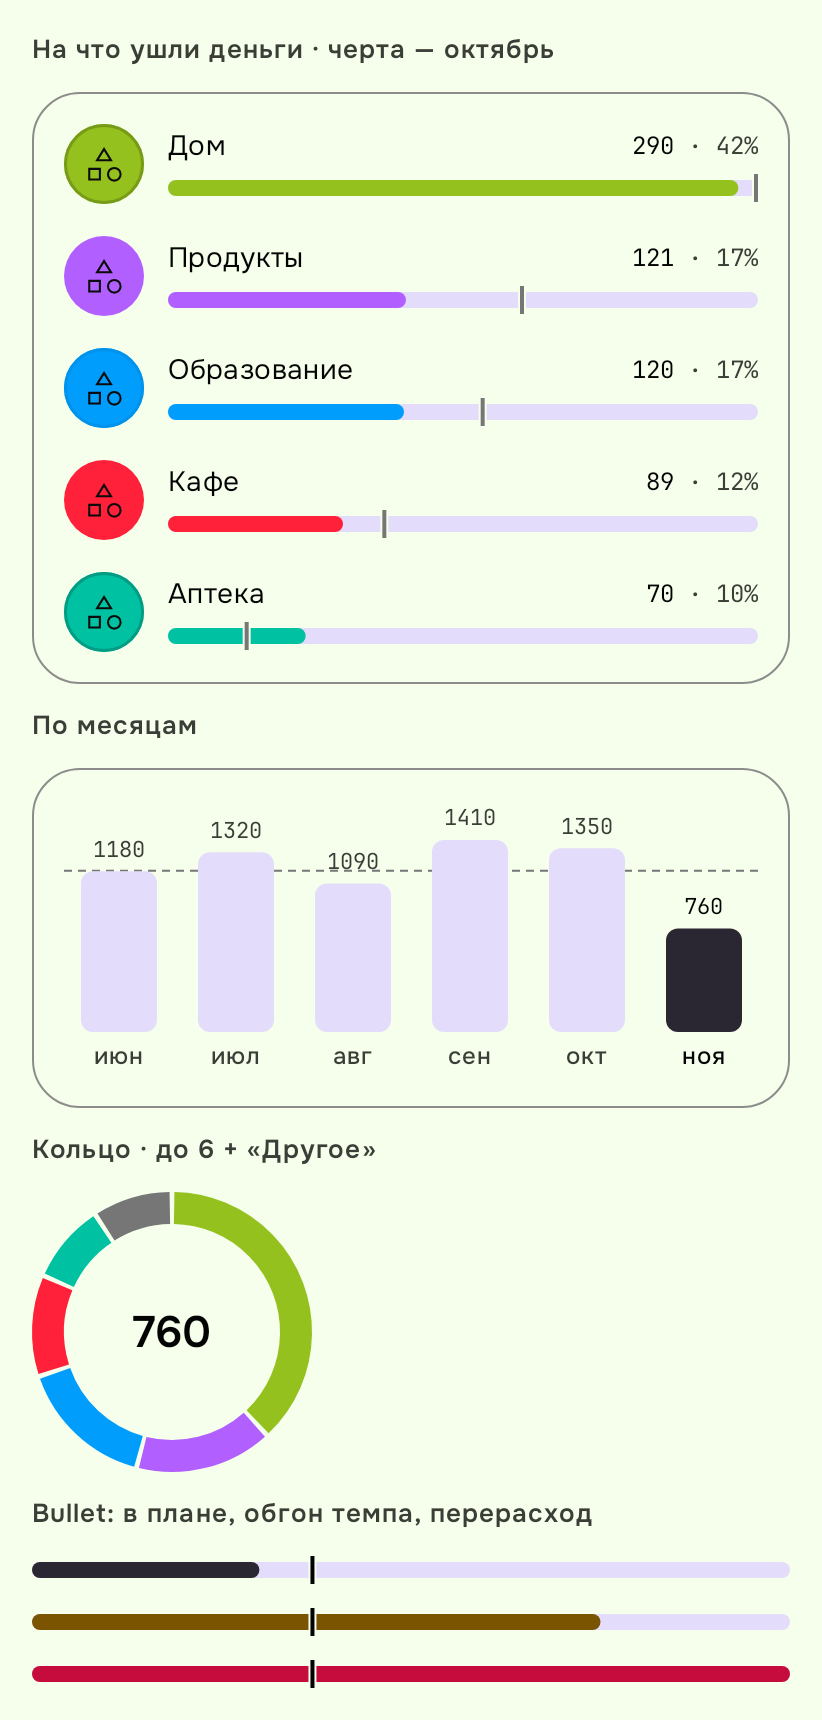 На что ушли деньги · черта — октябрь
Дом 290 · 42%
Продукты 121 · 17%
Образование 120 · 17%
Кафе 89 · 12%
Аптека 70 · 10%
По месяцам
1180 1320 1090 1410 1350 760
июн июл авг сен окт ноя
Кольцо · до 6 + «Другое»
760
Bullet: в плане, обгон темпа, перерасход